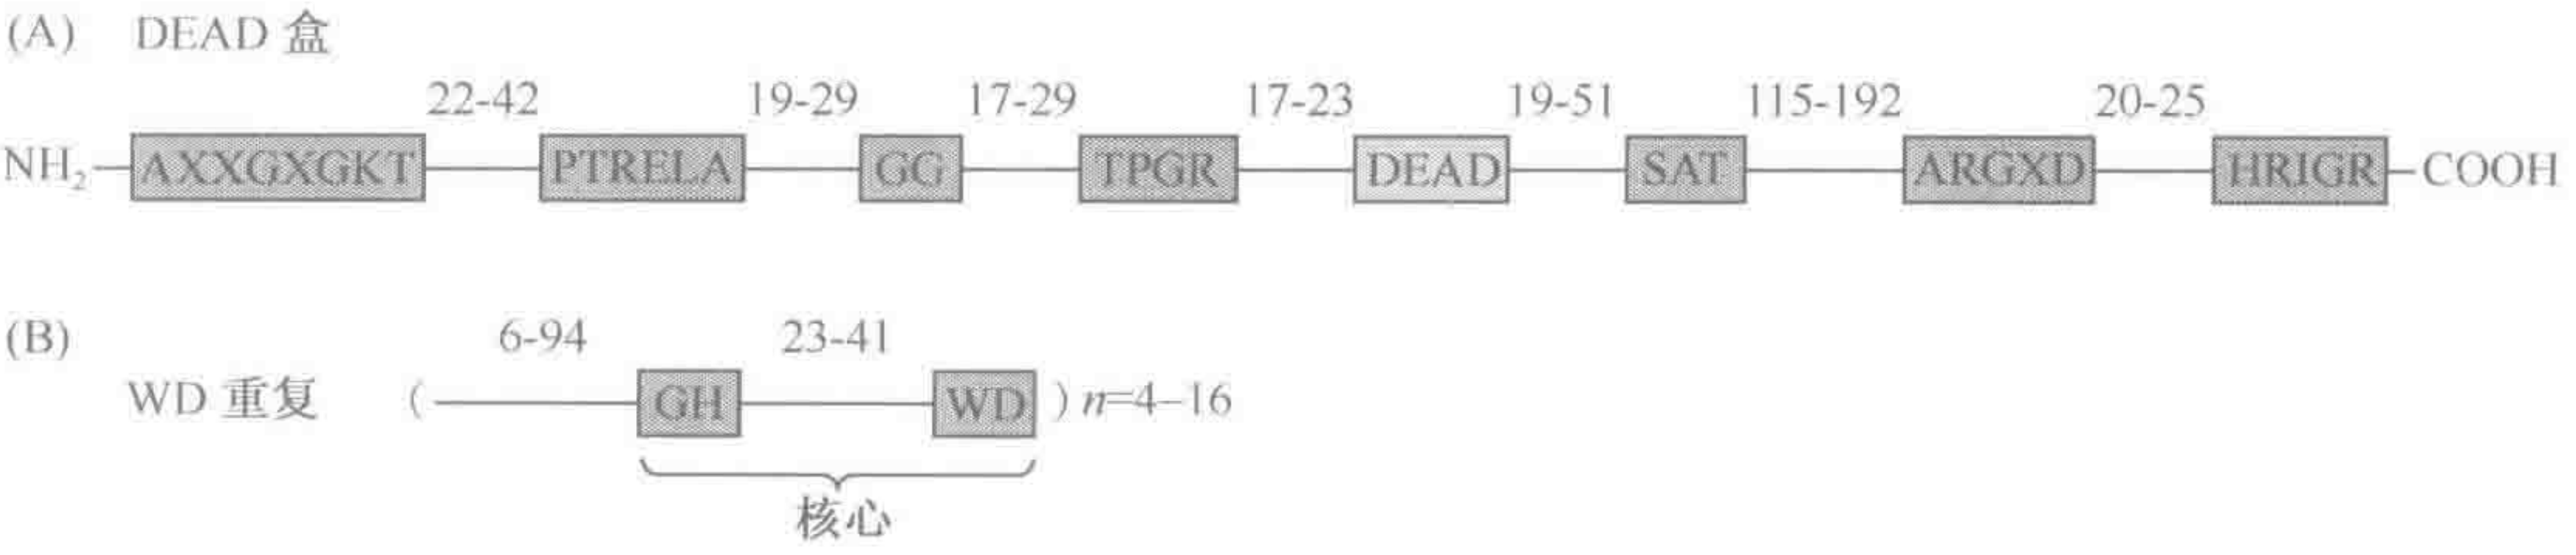 (A) DEAD 盒
22-42 19-29 17-29 17-23 19-51 115-192 20-25
NH₂ AXXGXGKT PTRELA GG TPGR DEAD SAT ARGXD HRIGR COOH
(B)
6-94 23-41
WD 重复 ( GH WD ) n=4–16
核心